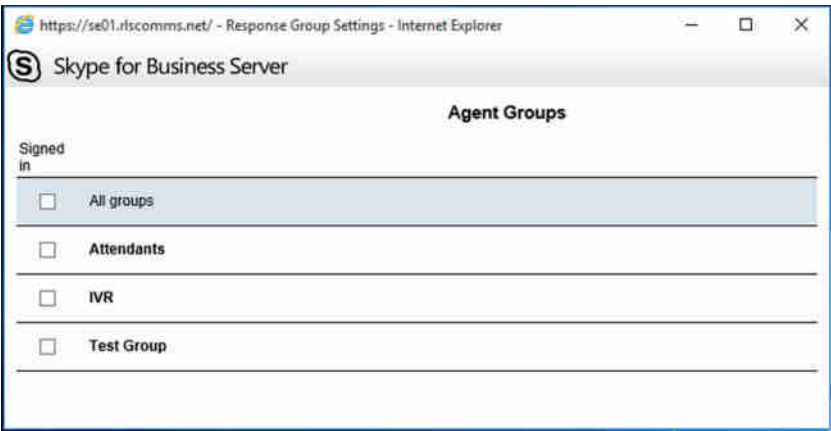 https://se01.rlscomms.net/ - Response Group Settings - Internet Explorer
Skype for Business Server
Agent Groups
Signed
in
All groups
Attendants
IVR
Test Group